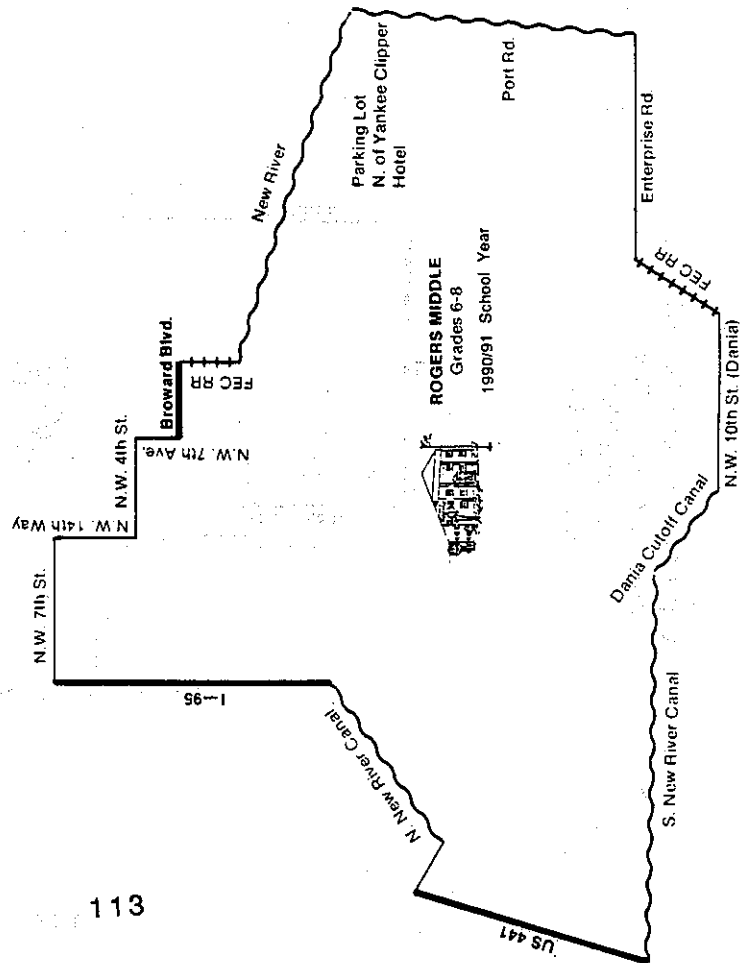 N.W. 7th St.
N.W. 14th Way
N.W. 4th St.
N.W. 7th Ave.
Broward Blvd.
FEC RR
New River
Parking Lot
N. of Yankee Clipper
Hotel
Port Rd.
Enterprise Rd.
FEC RR
N.W. 10th St. (Dania)
Dania Cutoff Canal
S. New River Canal
US 441
N. New River Canal
I—95
ROGERS MIDDLE
Grades 6-8
1990/91 School Year
113